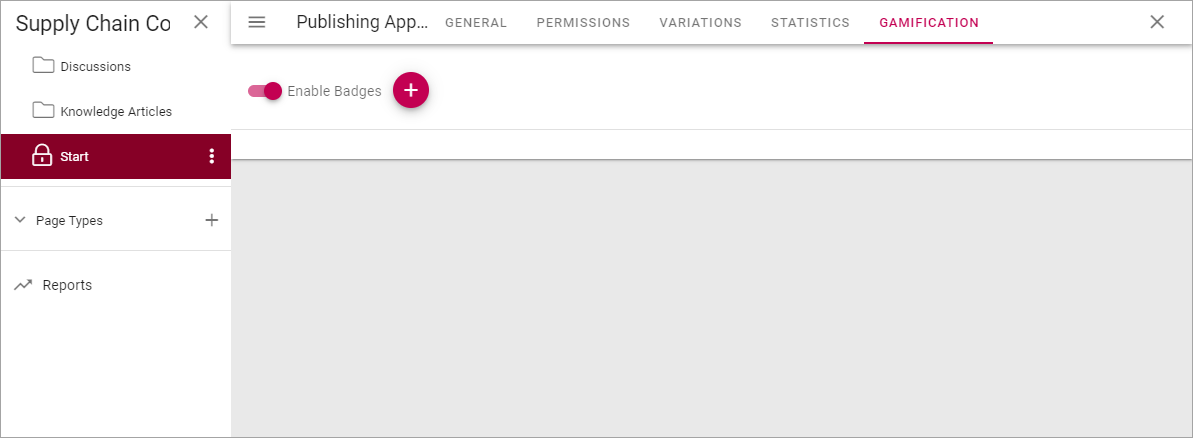 Supply Chain Co
Publishing App... GENERAL PERMISSIONS VARIATIONS STATISTICS GAMIFICATION
Discussions
Knowledge Articles
Start
Page Types
Reports
Enable Badges